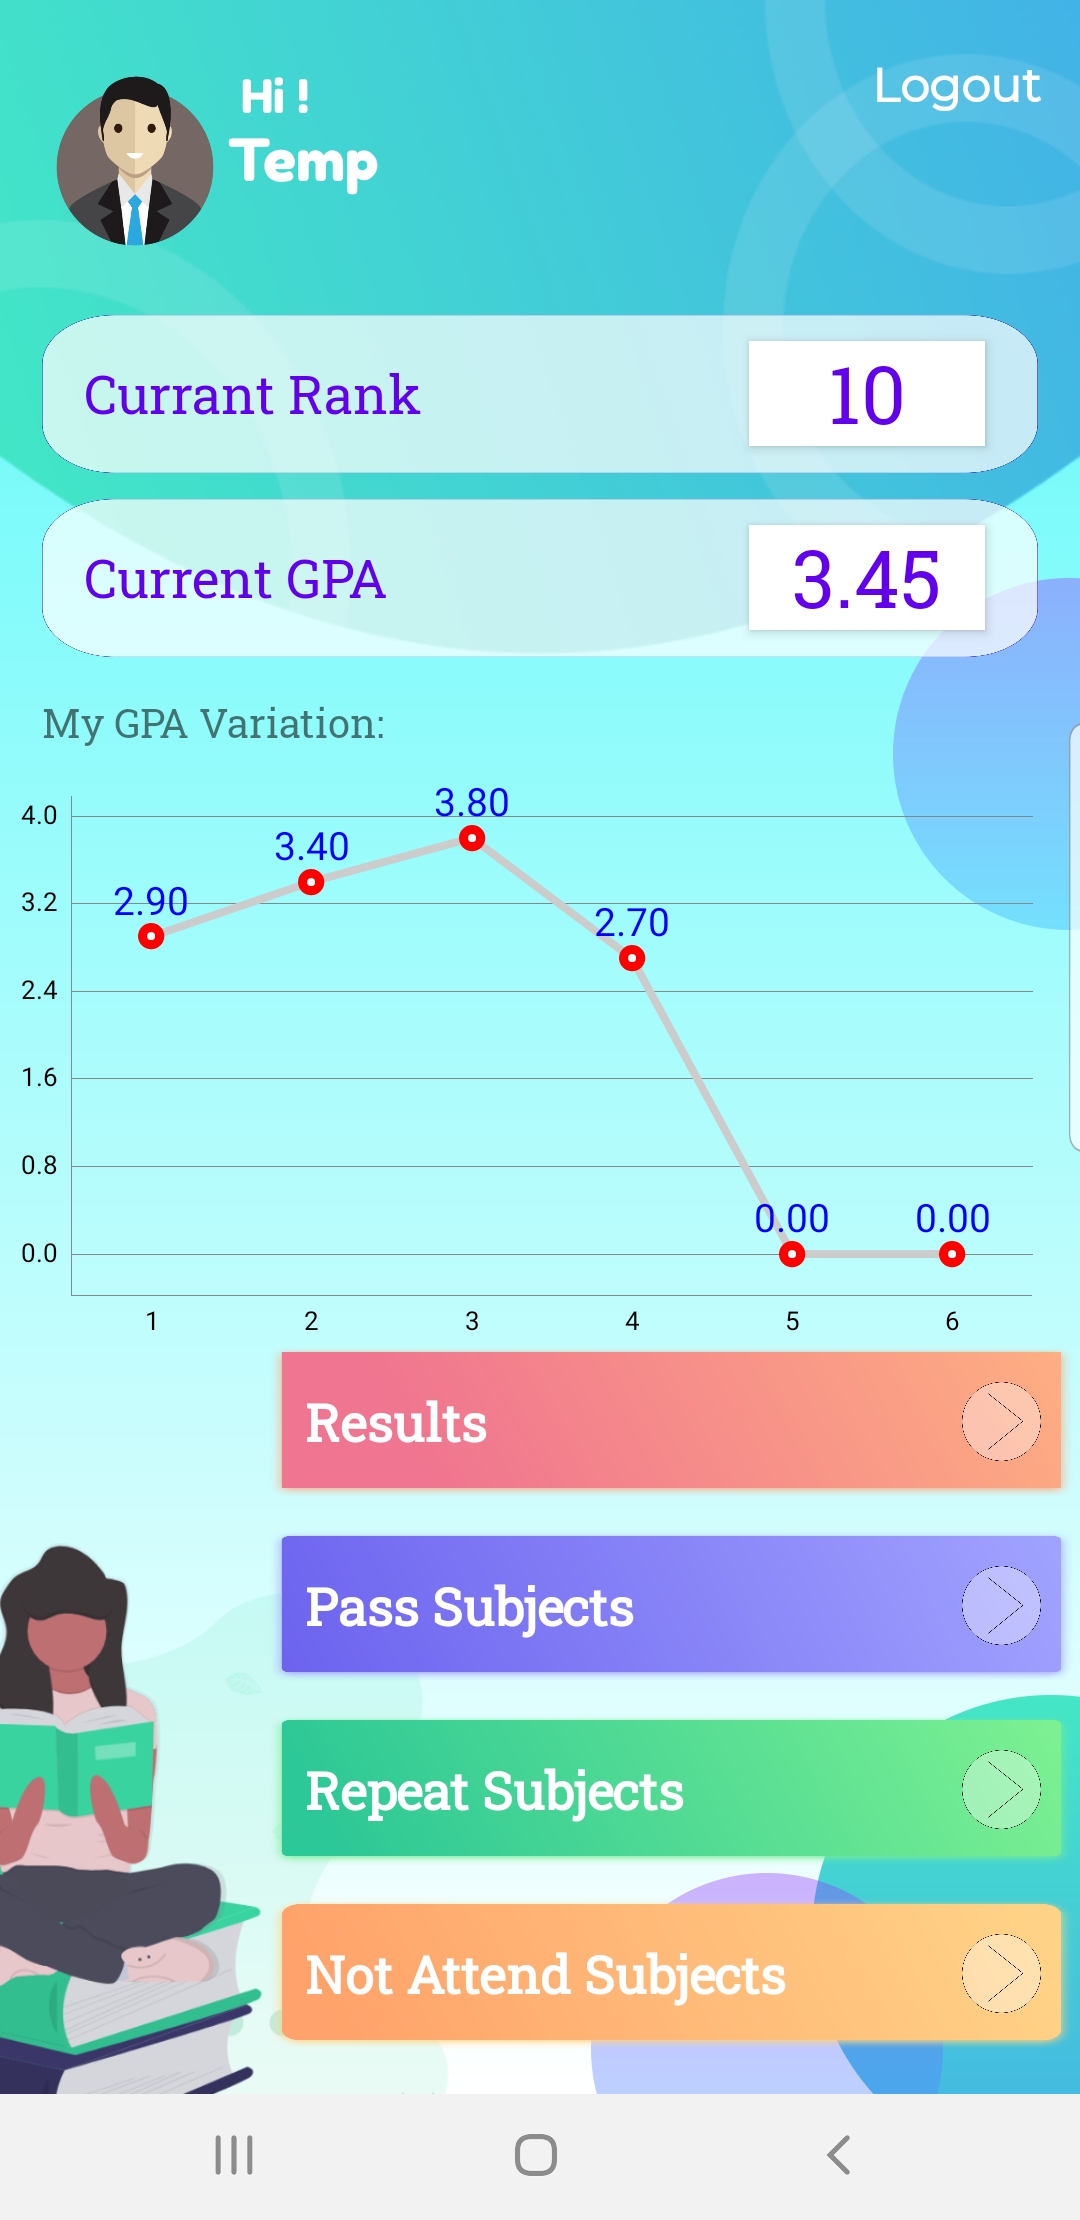 Hi !
Logout
Temp
Currant Rank 10
Current GPA 3.45
My GPA Variation:
4.0
3.2
2.4
1.6
0.8
0.0
2.90
3.40
3.80
2.70
0.00
0.00
1 2 3 4 5 6
Results
Pass Subjects
Repeat Subjects
Not Attend Subjects